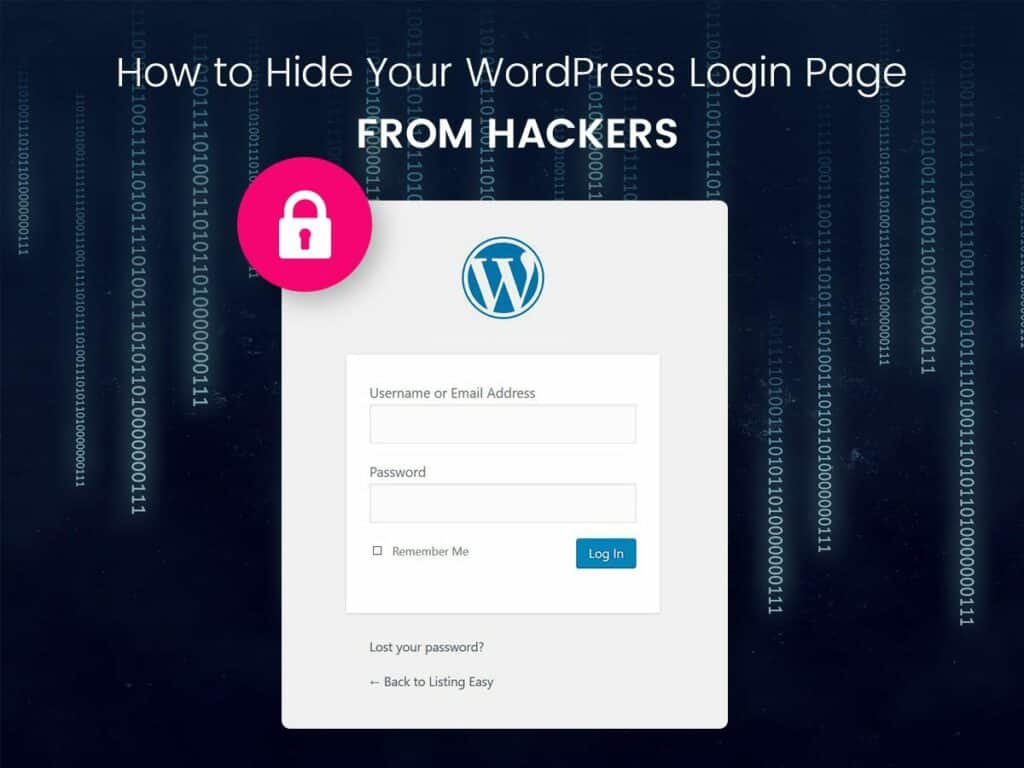 How to Hide Your WordPress Login Page
FROM HACKERS
Username or Email Address
Password
Remember Me
Log In
Lost your password?
← Back to Listing Easy